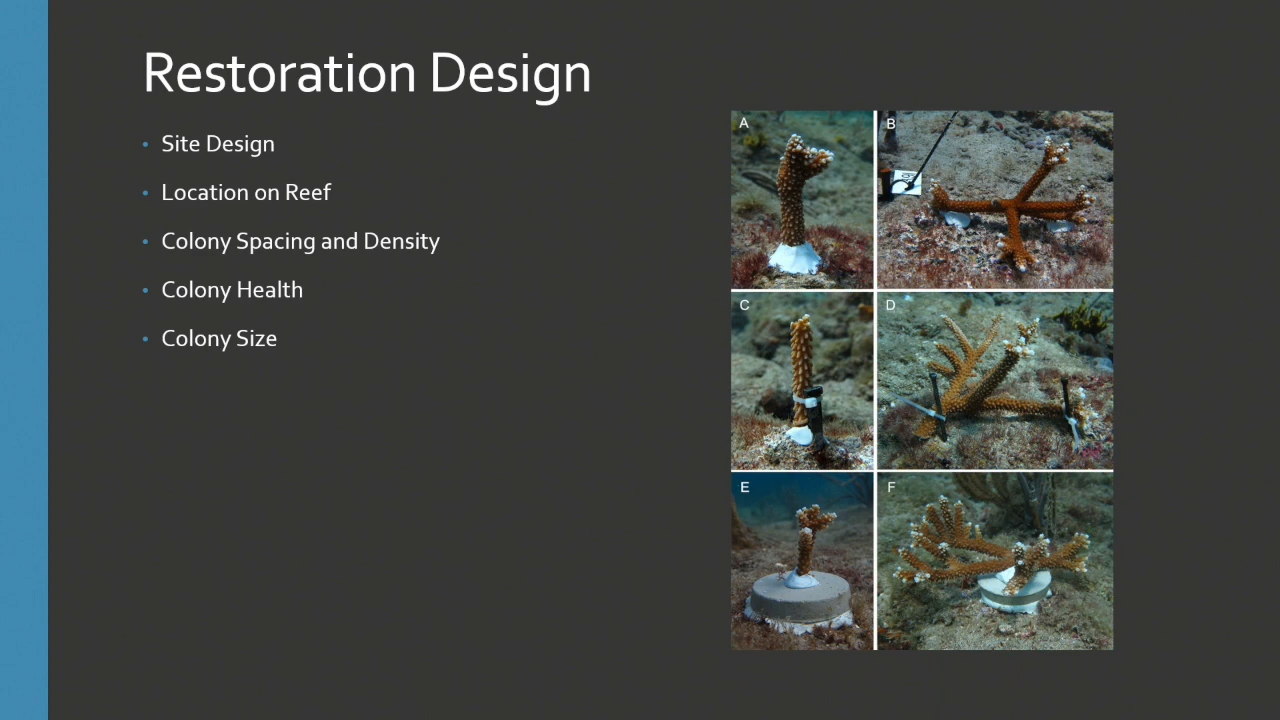 Restoration Design
• Site Design
• Location on Reef
• Colony Spacing and Density
• Colony Health
• Colony Size
A
B
C
D
E
F